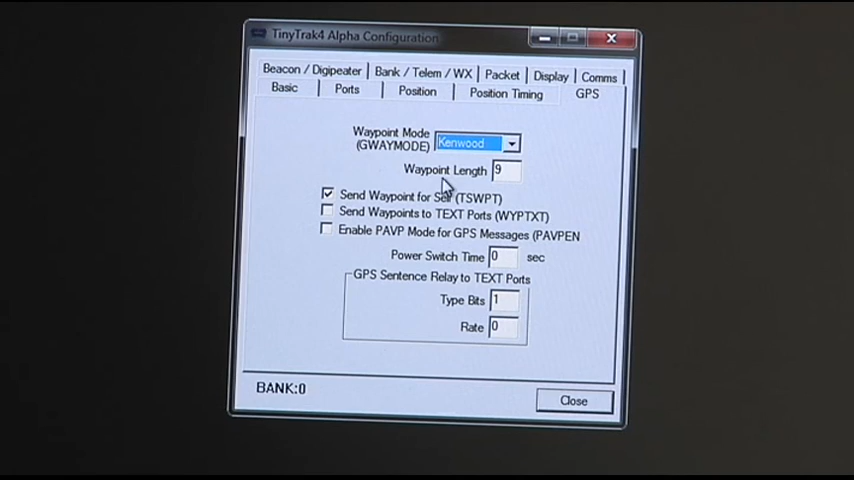 TinyTrak4 Alpha Configuration
Beacon / Digipeater Bank / Telem / WX Packet Display Comms
Basic Ports Position Position Timing GPS
Waypoint Mode
(GWAYMODE) Kenwood
Waypoint Length 9
Send Waypoint for Self (TSWPT)
Send Waypoints to TEXT Ports (WYPTXT)
Enable PAVP Mode for GPS Messages (PAVPEN
Power Switch Time 0 sec
GPS Sentence Relay to TEXT Ports
Type Bits 1
Rate 0
BANK:0
Close